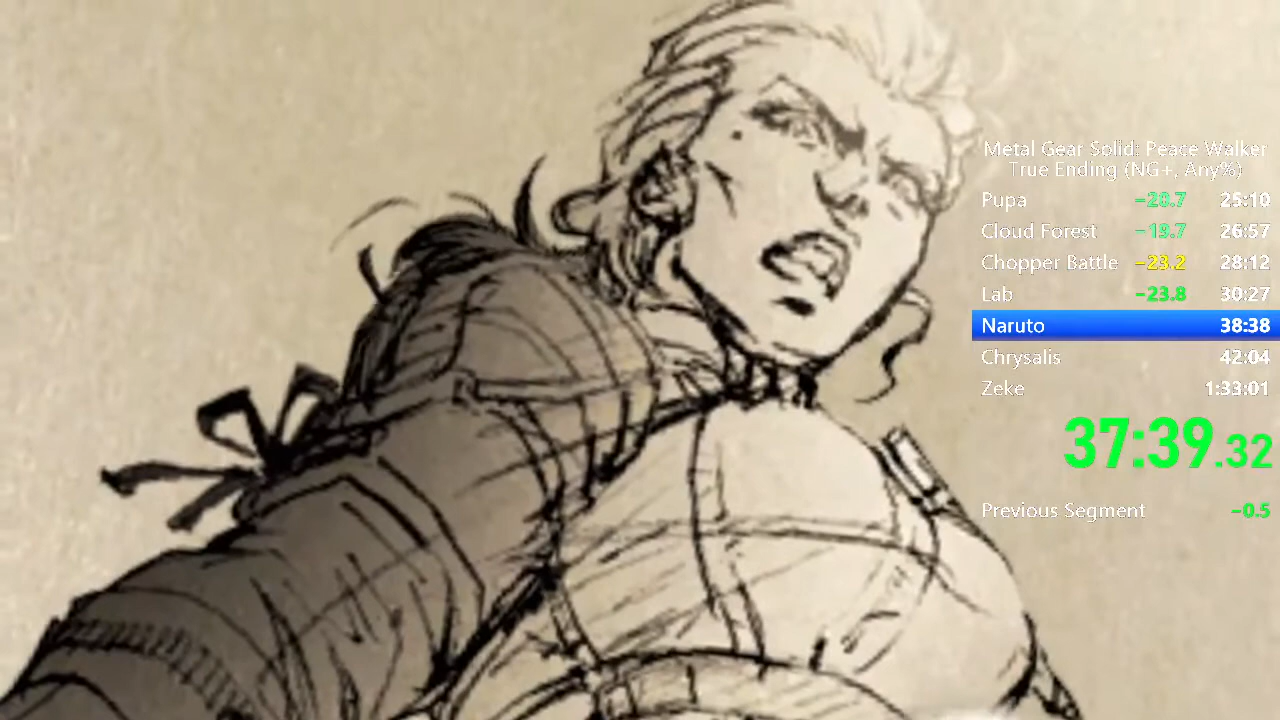 Metal Gear Solid: Peace Walker
True Ending (NG+, Any%)
Pupa −28.7 25:10
Cloud Forest −19.7 26:57
Chopper Battle −23.2 28:12
Lab −23.8 30:27
Naruto 38:38
Chrysalis 42:04
Zeke 1:33:01
37:39.32
Previous Segment −0.5